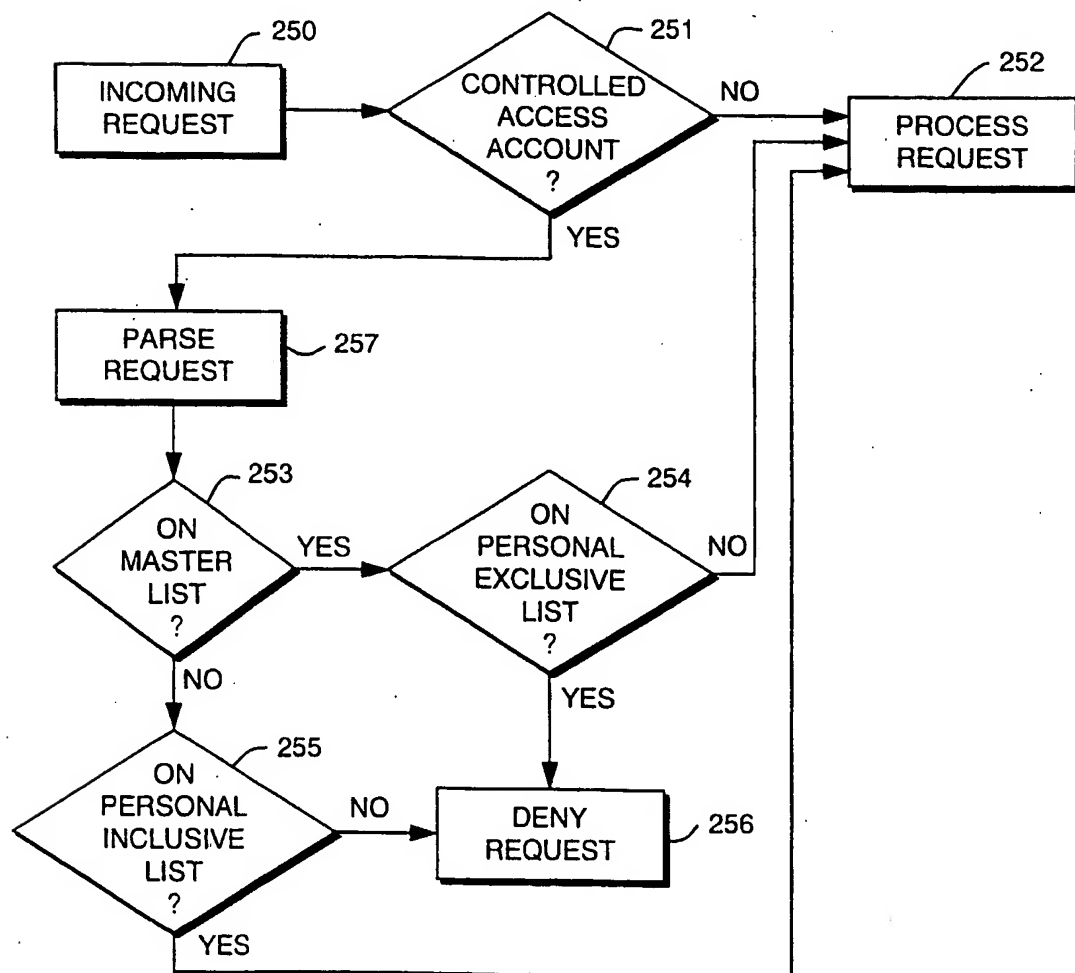 250
INCOMING
REQUEST
251
CONTROLLED
ACCESS
ACCOUNT
?
NO
252
PROCESS
REQUEST
YES
PARSE
REQUEST
257
253
ON
MASTER
LIST
?
YES
254
ON
PERSONAL
EXCLUSIVE
LIST
?
NO
NO
YES
255
ON
PERSONAL
INCLUSIVE
LIST
?
NO
DENY
REQUEST
256
YES